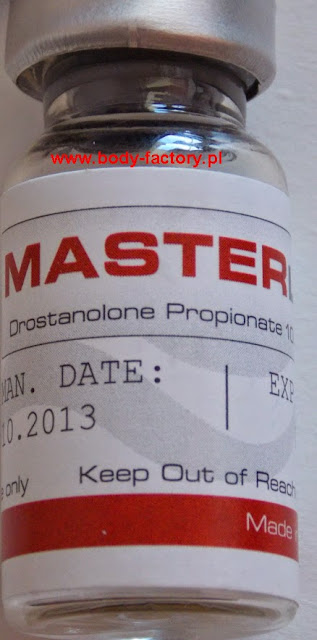 www.body-factory.pl
MASTER
Drostanolone Propionate 10
MAN. DATE: | EXP
10.2013
only
Keep Out of Reach
Made